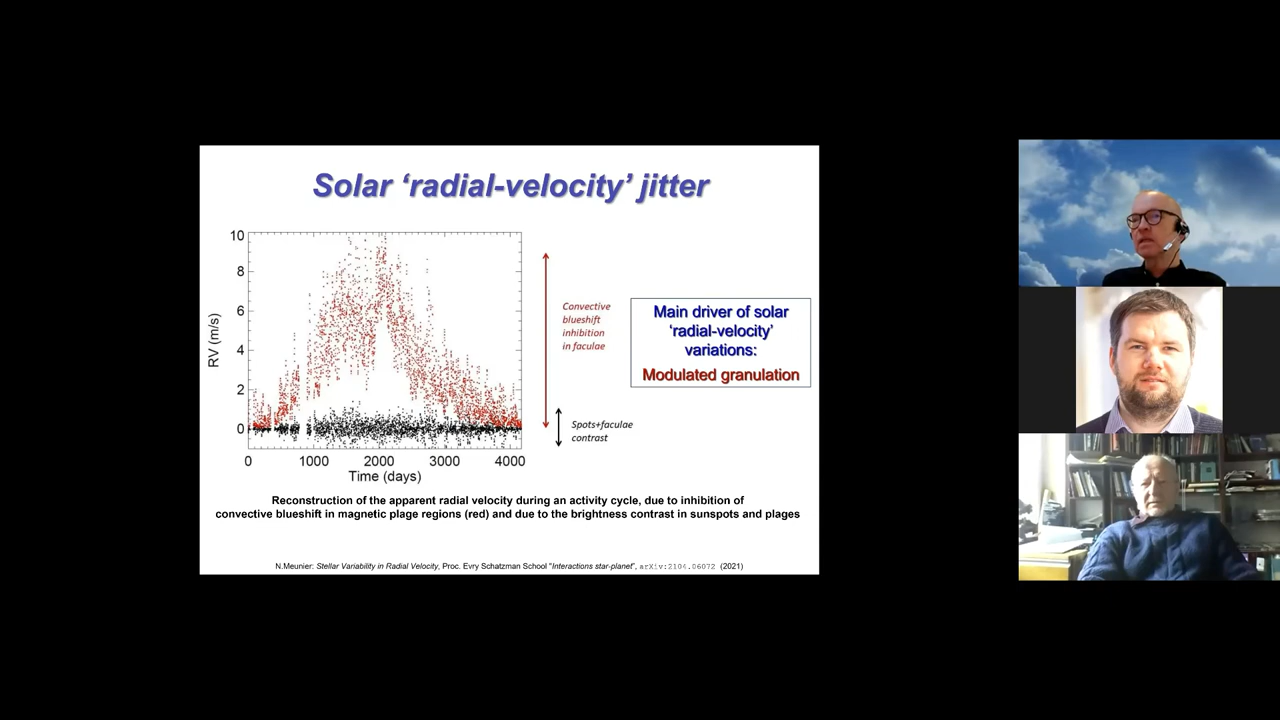 Solar ‘radial-velocity’ jitter
10
8
6
4
2
0
RV (m/s)
0 1000 2000 3000 4000
Time (days)
Convective
blueshift
inhibition
in faculae
Spots+faculae
contrast
Main driver of solar
‘radial-velocity’
variations:
Modulated granulation
Reconstruction of the apparent radial velocity during an activity cycle, due to inhibition of
convective blueshift in magnetic plage regions (red) and due to the brightness contrast in sunspots and plages
N.Meunier: Stellar Variability in Radial Velocity, Proc. Evry Schatzman School "Interactions star-planet", arXiv:2104.06072 (2021)